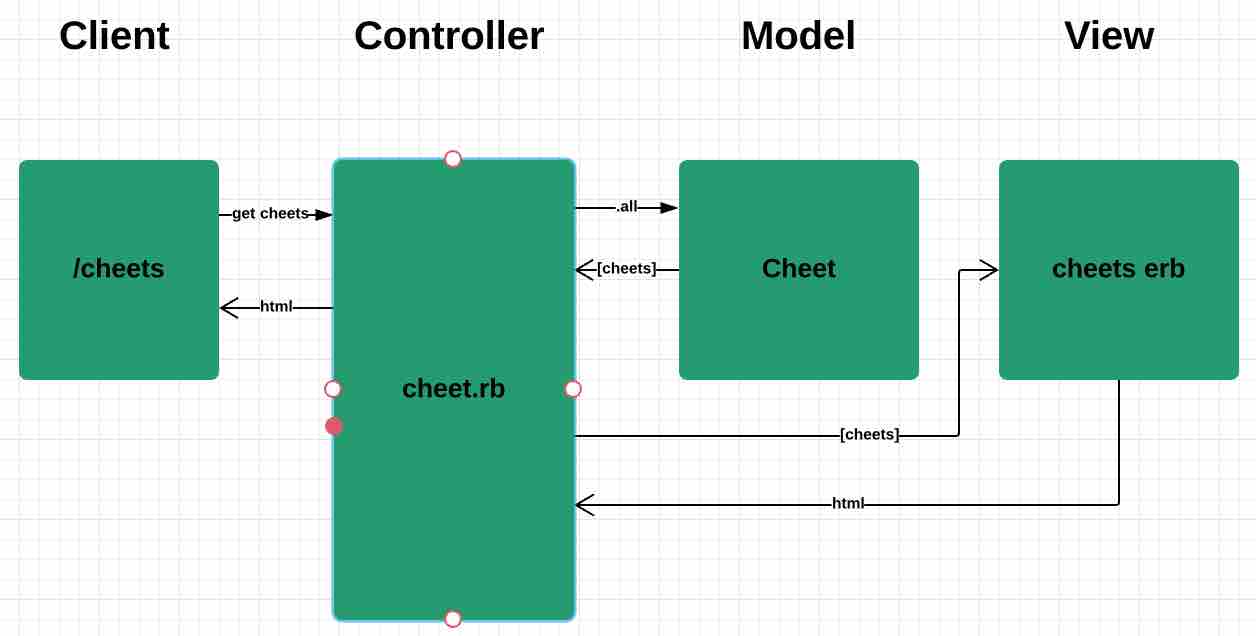 Client
Controller
Model
View
get cheets
.all
/cheets
[cheets]
Cheet
cheets erb
html
cheet.rb
[cheets]
html